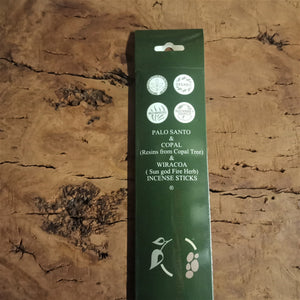 PALO SANTO
&
COPAL
(Resins from Copal Tree)
&
WIRACOA
( Sun god Fire Herb)
INCENSE STICKS
®